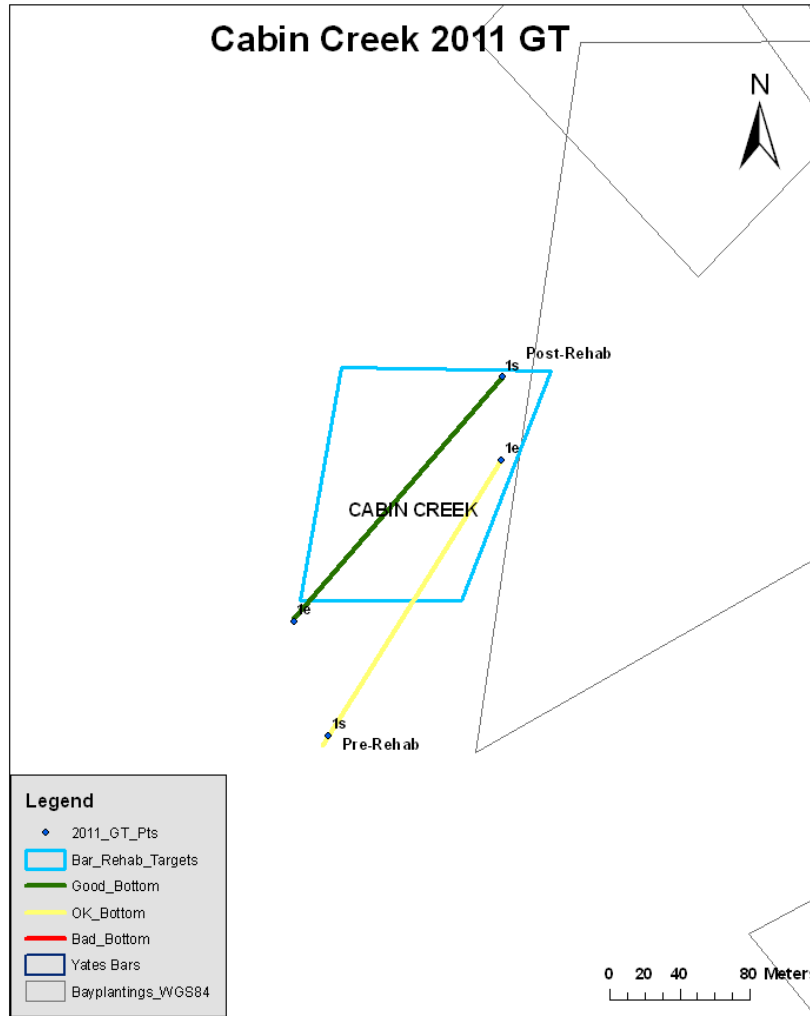 Cabin Creek 2011 GT
N
Post-Rehab
1s
1e
CABIN CREEK
1e
1s
Pre-Rehab
Legend
2011_GT_Pts
Bar_Rehab_Targets
Good_Bottom
OK_Bottom
Bad_Bottom
Yates Bars
Bayplantings_WGS84
0 20 40 80 Meters